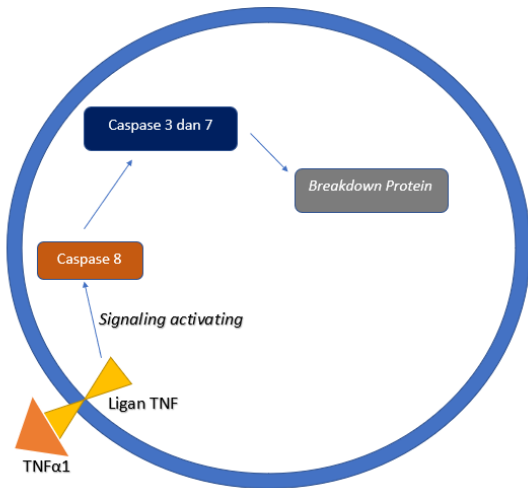 Caspase 3 dan 7
Breakdown Protein
Caspase 8
Signaling activating
Ligan TNF
TNFα1